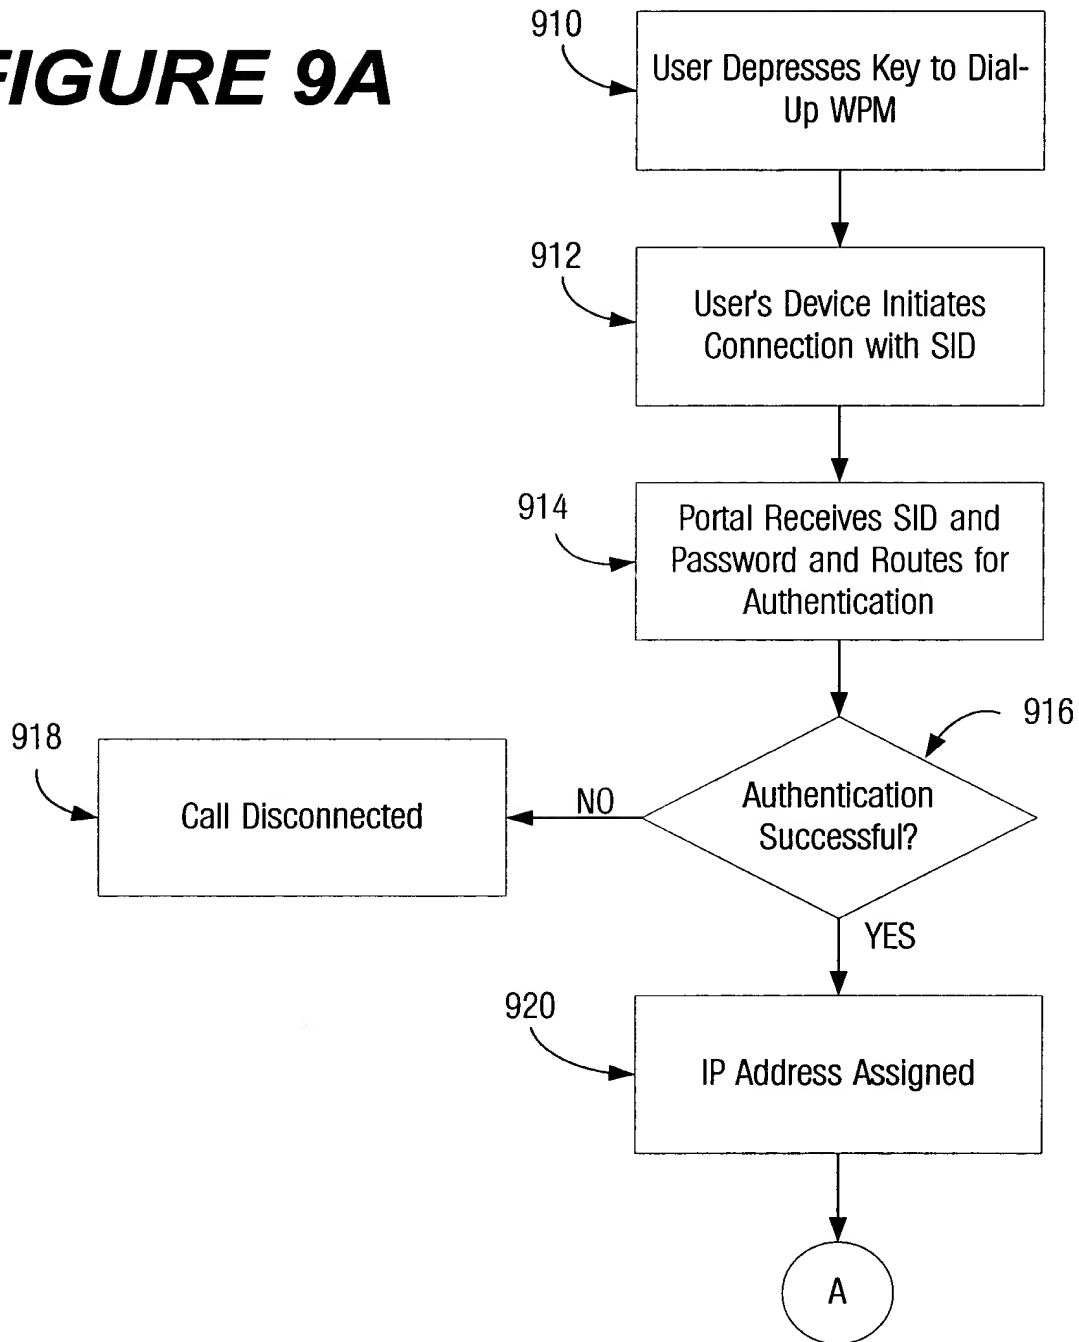 FIGURE 9A
910
User Depresses Key to Dial-
Up WPM
912
User's Device Initiates
Connection with SID
914
Portal Receives SID and
Password and Routes for
Authentication
916
Authentication
Successful?
NO
918
Call Disconnected
YES
920
IP Address Assigned
A